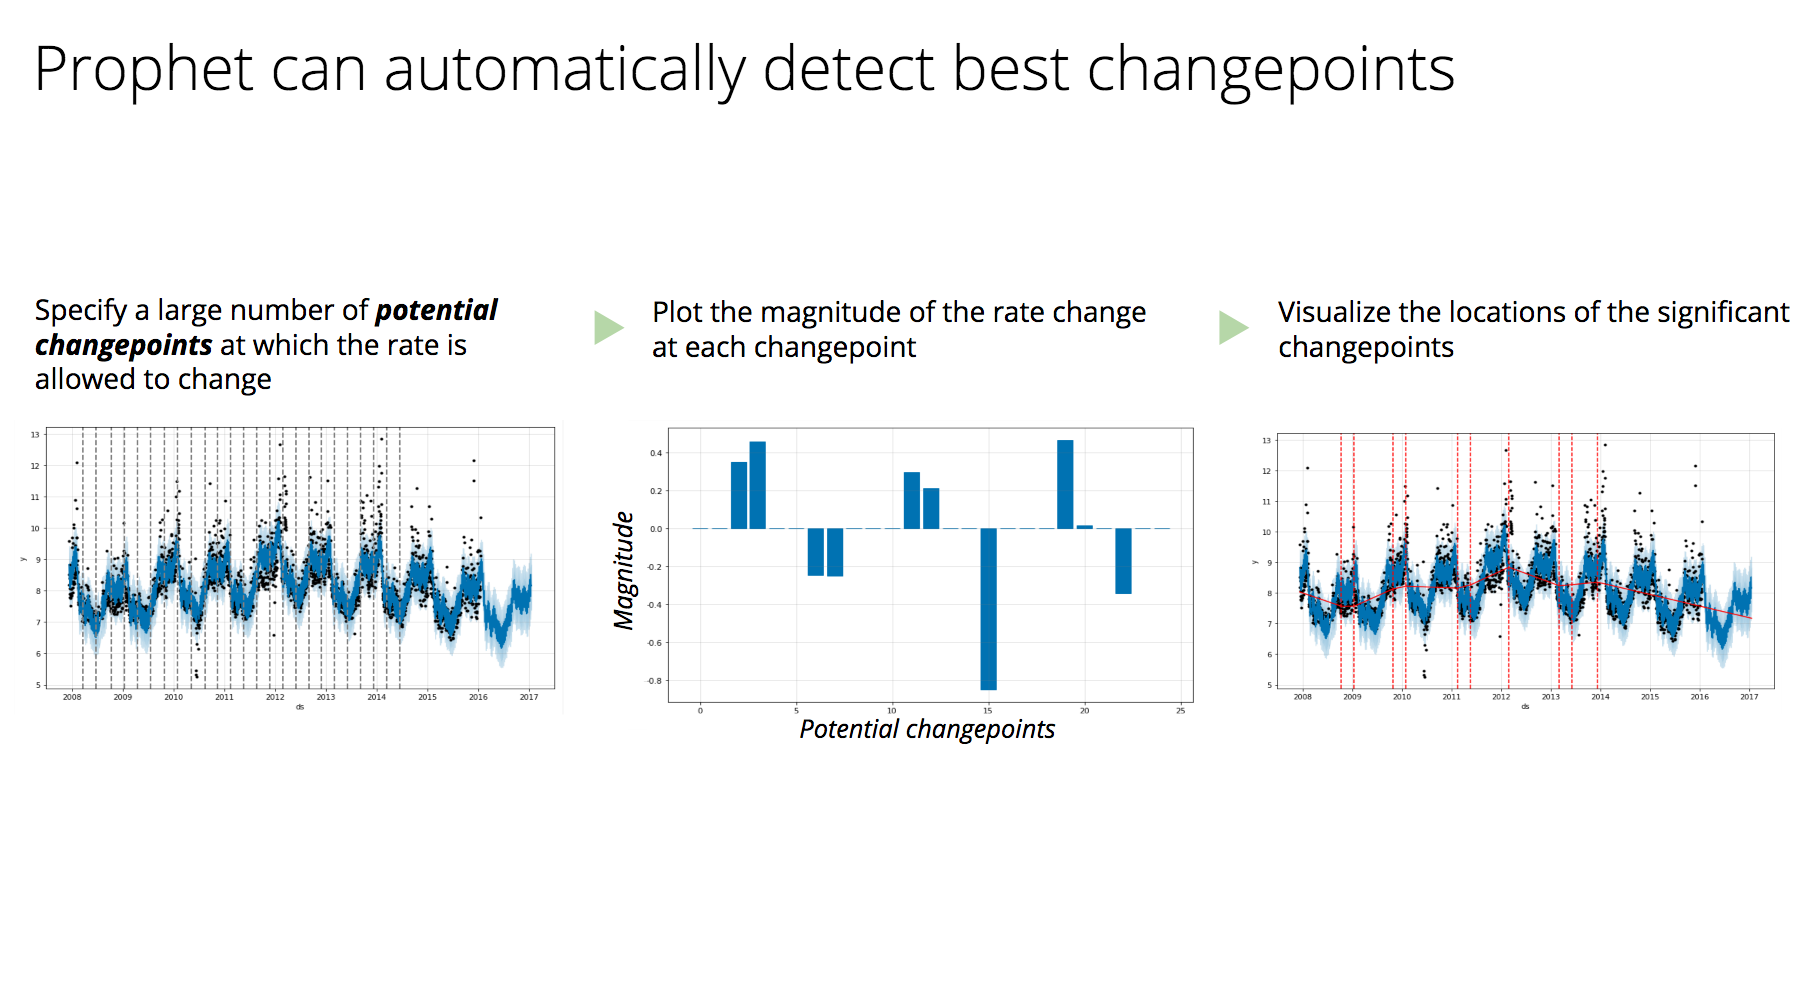 Prophet can automatically detect best changepoints
Specify a large number of potential
changepoints at which the rate is
allowed to change
Plot the magnitude of the rate change
at each changepoint
Visualize the locations of the significant
changepoints
13
12
11
10
9
8
7
6
5
y
2008 2009 2010 2011 2012 2013 2014 2015 2016 2017
ds
Magnitude
0.4
0.2
0.0
-0.2
-0.4
-0.6
-0.8
0 5 10 15 20 25
Potential changepoints
13
12
11
10
9
8
7
6
5
y
2008 2009 2010 2011 2012 2013 2014 2015 2016 2017
ds